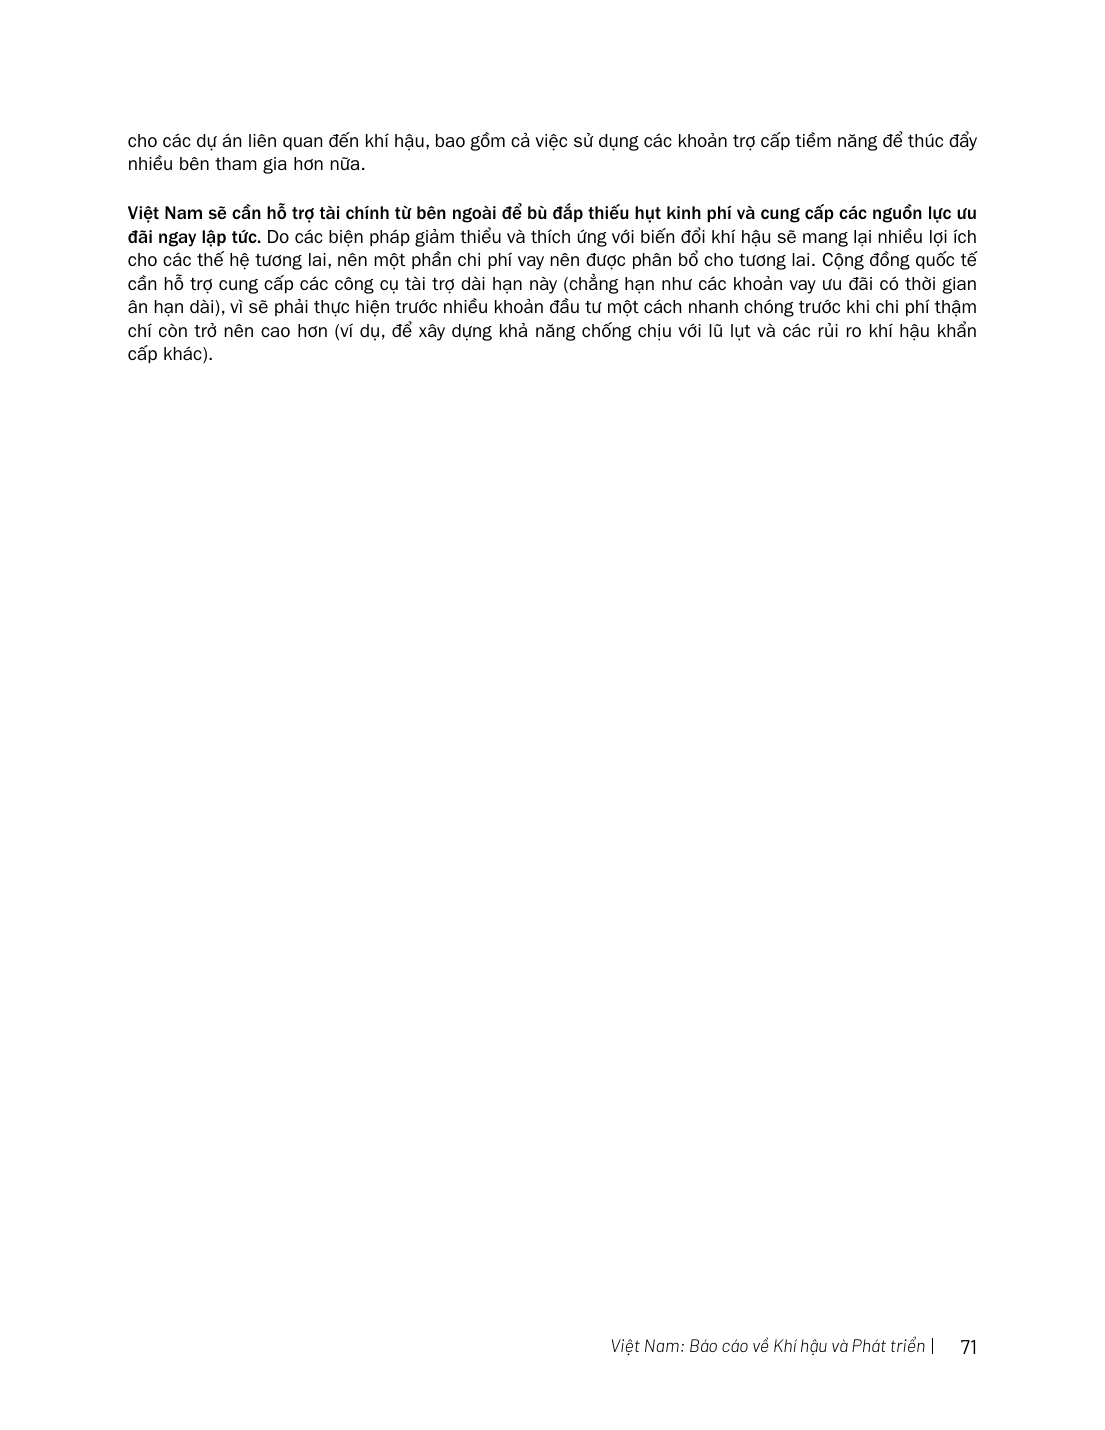 cho các dự án liên quan đến khí hậu, bao gồm cả việc sử dụng các khoản trợ cấp tiềm năng để thúc đẩy
nhiều bên tham gia hơn nữa.
Việt Nam sẽ cần hỗ trợ tài chính từ bên ngoài để bù đắp thiếu hụt kinh phí và cung cấp các nguồn lực ưu
đãi ngay lập tức. Do các biện pháp giảm thiểu và thích ứng với biến đổi khí hậu sẽ mang lại nhiều lợi ích
cho các thế hệ tương lai, nên một phần chi phí vay nên được phân bổ cho tương lai. Cộng đồng quốc tế
cần hỗ trợ cung cấp các công cụ tài trợ dài hạn này (chẳng hạn như các khoản vay ưu đãi có thời gian
ân hạn dài), vì sẽ phải thực hiện trước nhiều khoản đầu tư một cách nhanh chóng trước khi chi phí thậm
chí còn trở nên cao hơn (ví dụ, để xây dựng khả năng chống chịu với lũ lụt và các rủi ro khí hậu khẩn
cấp khác).
Việt Nam: Báo cáo về Khí hậu và Phát triển | 71